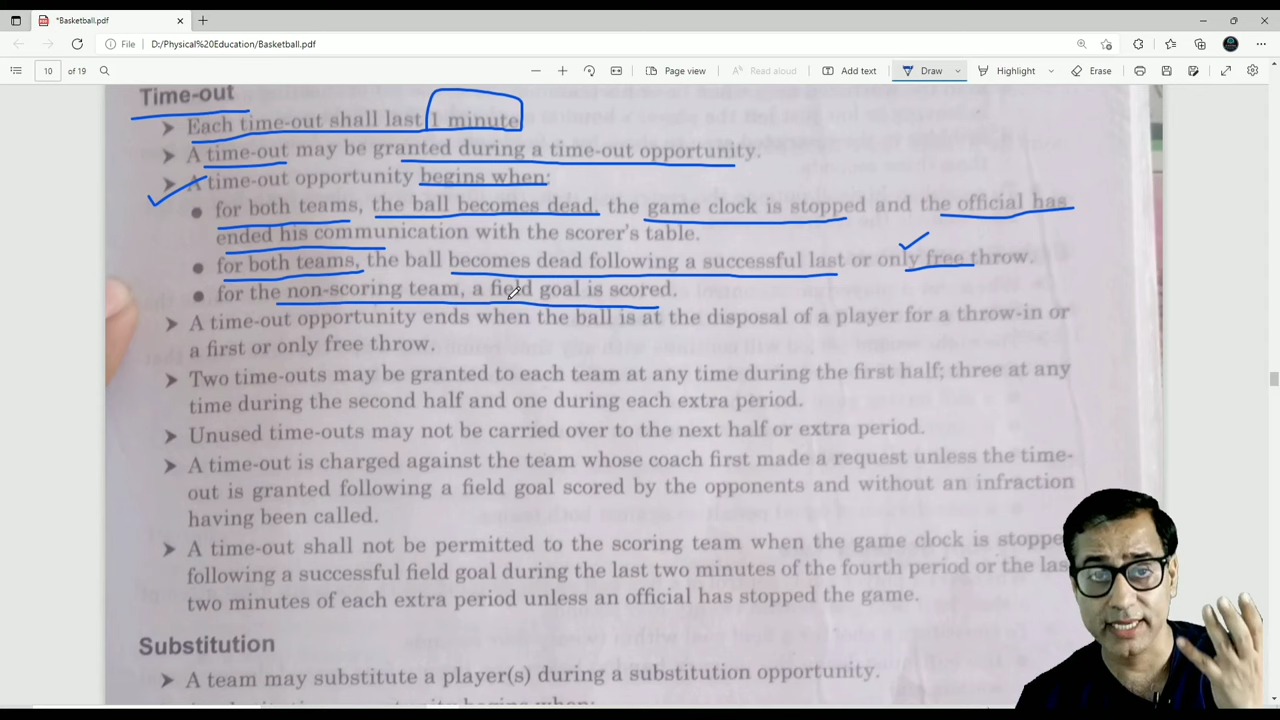 *Basketball.pdf
File D:/Physical%20Education/Basketball.pdf
10 of 19 Page view Read aloud Add text Draw Highlight Erase
Time-out
Each time-out shall last 1 minute
A time-out may be granted during a time-out opportunity.
A time-out opportunity begins when:
for both teams, the ball becomes dead, the game clock is stopped and the official has
ended his communication with the scorer's table.
for both teams, the ball becomes dead following a successful last or only free throw.
for the non-scoring team, a field goal is scored.
A time-out opportunity ends when the ball is at the disposal of a player for a throw-in or
a first or only free throw.
Two time-outs may be granted to each team at any time during the first half; three at any
time during the second half and one during each extra period.
Unused time-outs may not be carried over to the next half or extra period.
A time-out is charged against the team whose coach first made a request unless the time-
out is granted following a field goal scored by the opponents and without an infraction
having been called.
A time-out shall not be permitted to the scoring team when the game clock is stoppe
following a successful field goal during the last two minutes of the fourth period or the las
two minutes of each extra period unless an official has stopped the game.
Substitution
A team may substitute a player(s) during a substitution opportunity.